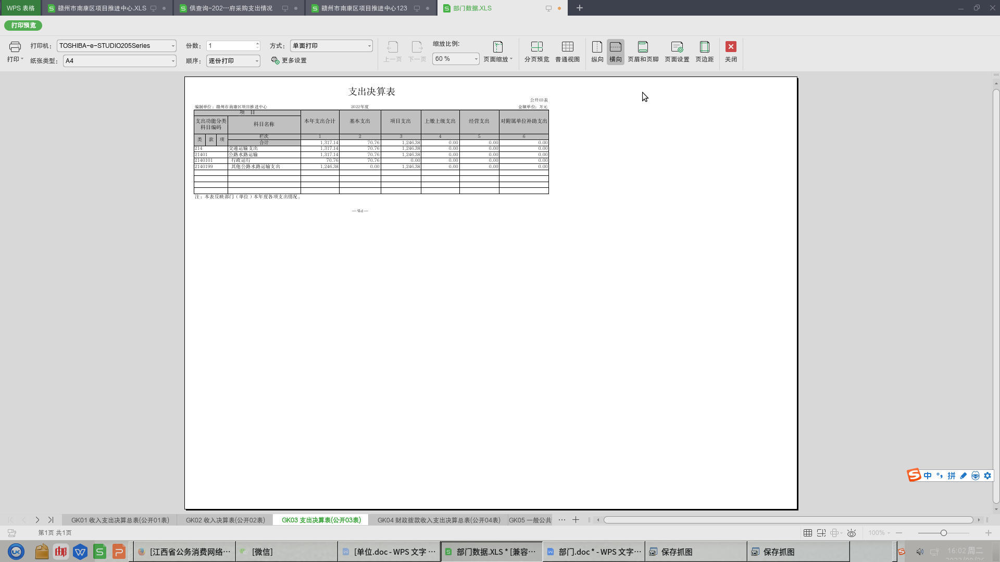 WPS 表格 赣州市南康区项目推进中心.XLS 供查询-202···府采购支出情况 赣州市南康区项目推进中心123 部门数据.XLS
打印预览
打印机： TOSHIBA-e-STUDIO205Series 份数： 1 方式： 单面打印 缩放比例:
打印 纸张类型： A4 顺序： 逐份打印 更多设置 上一页 下一页 60 % 页面缩放 分页预览 普通视图 纵向 横向 页眉和页脚 页面设置 页边距 关闭
支出决算表
公开03表
编制单位：赣州市南康区项目推进中心 2022年度 金额单位：万元
项 目 本年支出合计 基本支出 项目支出 上缴上级支出 经营支出 对附属单位补助支出
支出功能分类科目编码 科目名称
类 款 项 栏次 1 2 3 4 5 6
合计 1,317.14 70.76 1,246.38 0.00 0.00 0.00
214 交通运输支出 1,317.14 70.76 1,246.38 0.00 0.00 0.00
21401 公路水路运输 1,317.14 70.76 1,246.38 0.00 0.00 0.00
2140101 行政运行 70.76 70.76 0.00 0.00 0.00 0.00
2140199 其他公路水路运输支出 1,246.38 0.00 1,246.38 0.00 0.00 0.00
注：本表反映部门（单位）本年度各项支出情况。
— %d —
中 °, 拼
GK01 收入支出决算总表(公开01表) GK02 收入决算表(公开02表) GK03 支出决算表(公开03表) GK04 财政拨款收入支出决算总表(公开04表) GK05 一般公共 ···
第1页 共1页 100%
[江西省公务消费网络··· [微信] [单位.doc - WPS 文字 ··· 部门数据.XLS * [兼容··· 部门.doc * - WPS 文字··· 保存抓图 保存抓图 16:02 周二